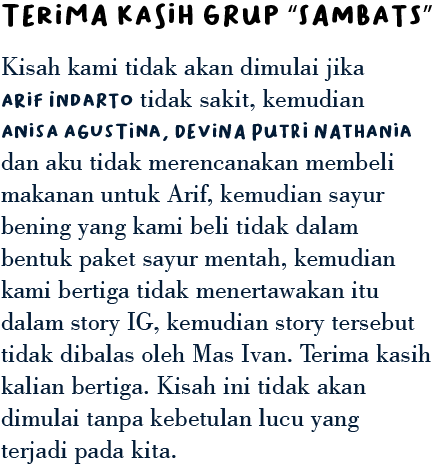 TERIMA KASIH GRUP "SAMBATS"
Kisah kami tidak akan dimulai jika
ARIF INDARTO tidak sakit, kemudian
ANISA AGUSTINA, DEVINA PUTRI NATHANIA
dan aku tidak merencanakan membeli
makanan untuk Arif, kemudian sayur
bening yang kami beli tidak dalam
bentuk paket sayur mentah, kemudian
kami bertiga tidak menertawakan itu
dalam story IG, kemudian story tersebut
tidak dibalas oleh Mas Ivan. Terima kasih
kalian bertiga. Kisah ini tidak akan
dimulai tanpa kebetulan lucu yang
terjadi pada kita.